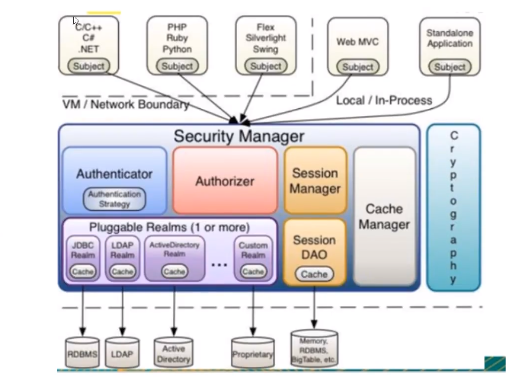 C/C++
C#
.NET
Subject
PHP
Ruby
Python
Subject
Flex
Silverlight
Swing
Subject
Web MVC
Subject
Standalone
Application
Subject
VM / Network Boundary
Local / In-Process
Security Manager
Authenticator
Authentication
Strategy
Authorizer
Session
Manager
Cache
Manager
Cryptography
Pluggable Realms (1 or more)
JDBC
Realm
Cache
LDAP
Realm
Cache
ActiveDirectory
Realm
Cache
...
Custom
Realm
Cache
Session
DAO
Cache
RDBMS
LDAP
Active
Directory
Proprietary
Memory,
RDBMS,
BigTable, etc.